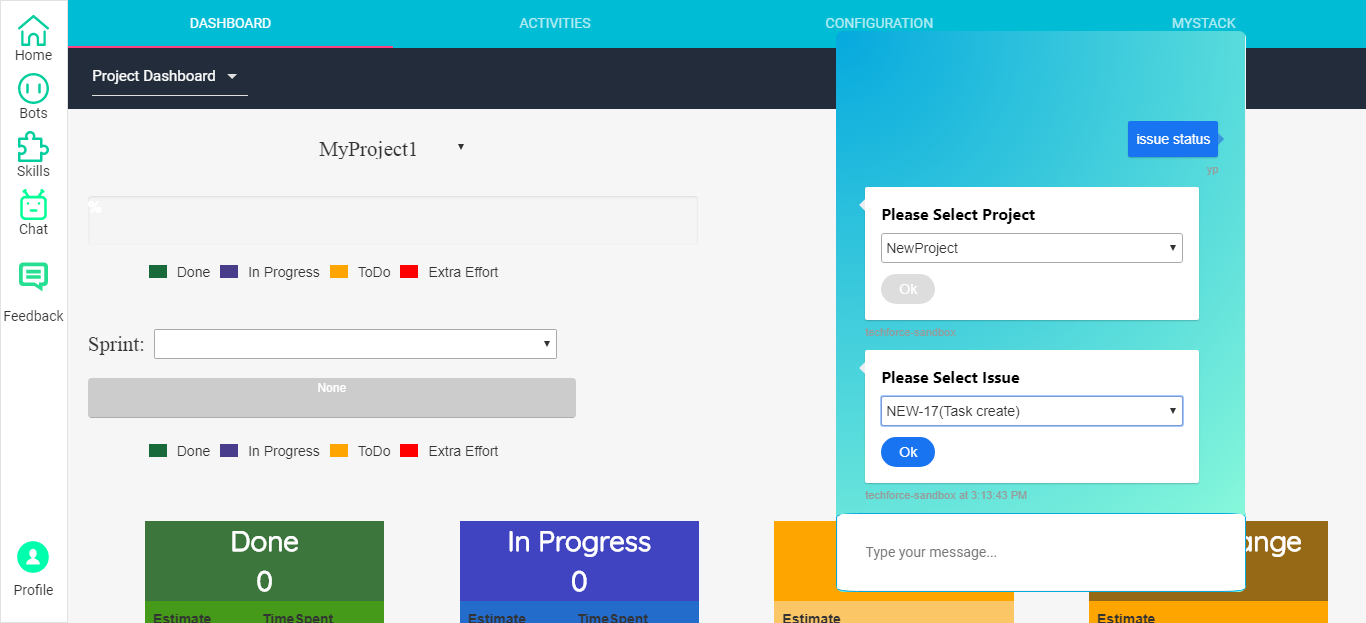 DASHBOARD ACTIVITIES CONFIGURATION MYSTACK
Home
Bots
Skills
Chat
Feedback
Profile
Project Dashboard
MyProject1
%
Done In Progress ToDo Extra Effort
Sprint:
None
Done In Progress ToDo Extra Effort
Done
0
Estimate TimeSpent
In Progress
0
Estimate TimeSpent
Estimate
Estimate
issue status
yp
Please Select Project
NewProject
Ok
techforce-sandbox
Please Select Issue
NEW-17(Task create)
Ok
techforce-sandbox at 3:13:43 PM
Type your message...